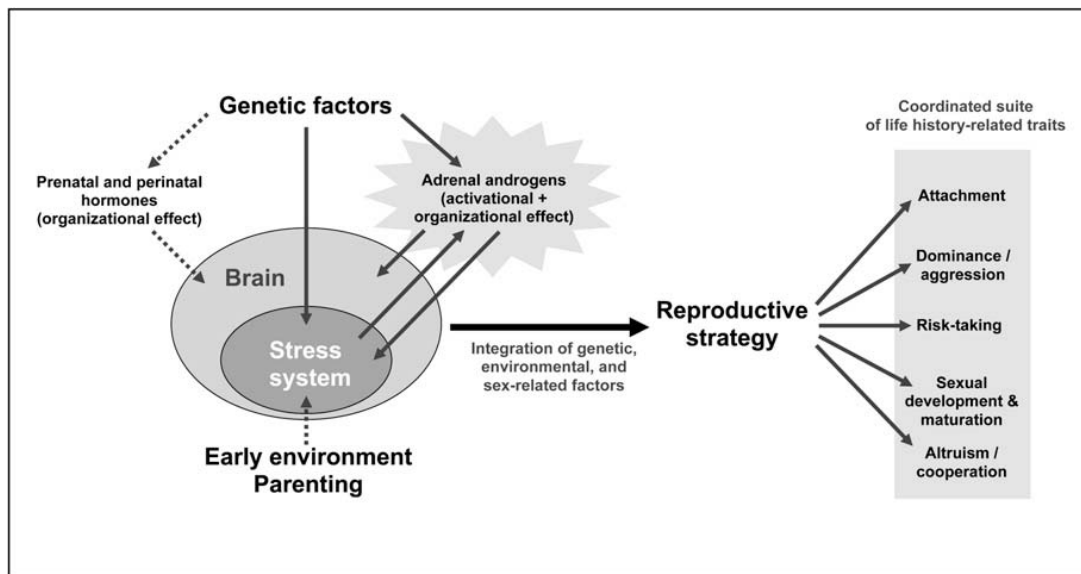 Genetic factors
Prenatal and perinatal
hormones
(organizational effect)
Adrenal androgens
(activational +
organizational effect)
Brain
Stress
system
Early environment
Parenting
Integration of genetic,
environmental, and
sex-related factors
Reproductive
strategy
Coordinated suite
of life history-related traits
Attachment
Dominance /
aggression
Risk-taking
Sexual
development &
maturation
Altruism /
cooperation